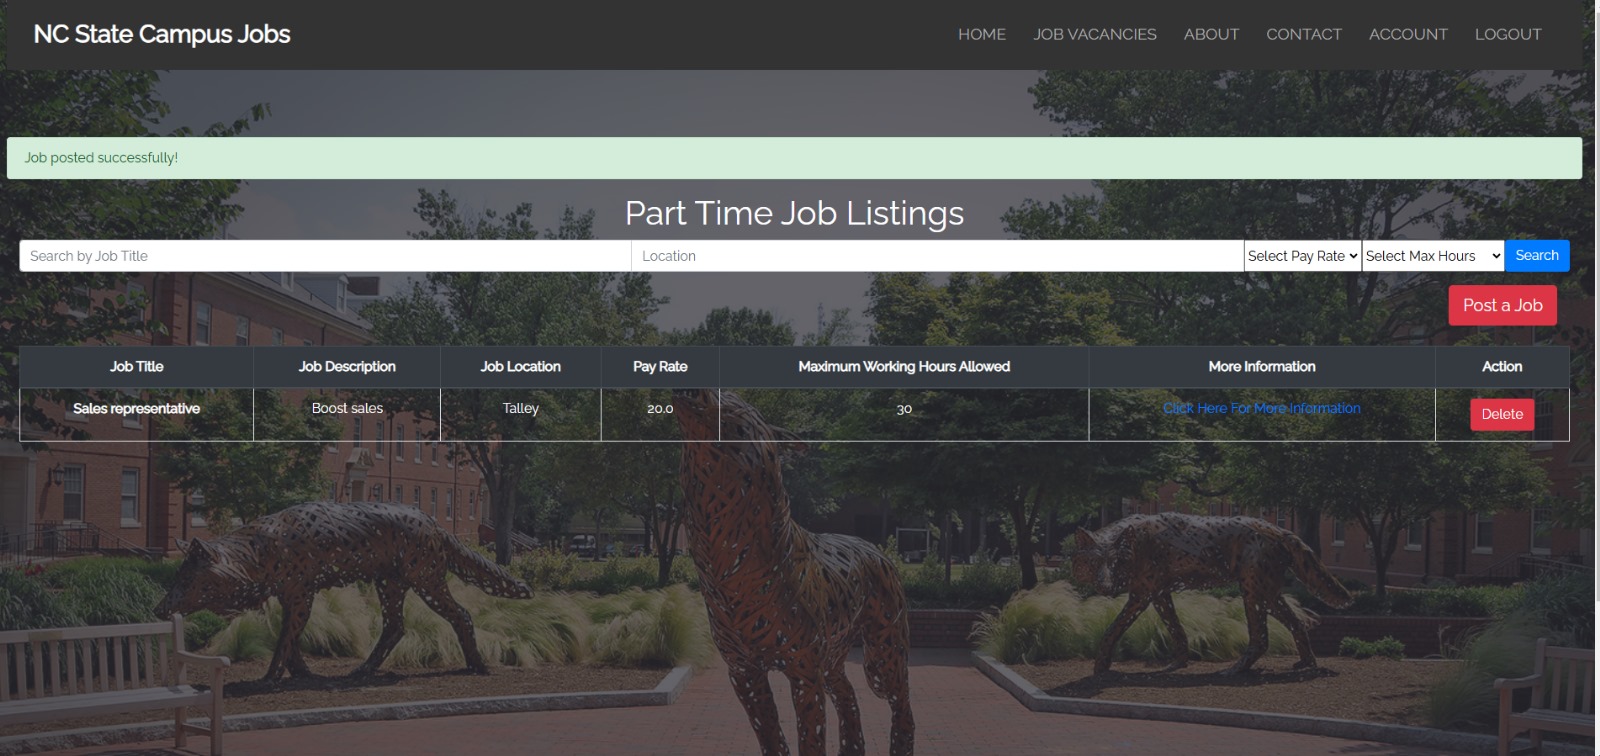 NC State Campus Jobs HOME JOB VACANCIES ABOUT CONTACT ACCOUNT LOGOUT
Job posted successfully!
Part Time Job Listings
Search by Job Title Location Select Pay Rate Select Max Hours Search
Post a Job
Job Title Job Description Job Location Pay Rate Maximum Working Hours Allowed More Information Action
Sales representative Boost sales Talley 20.0 30 Click Here For More Information Delete